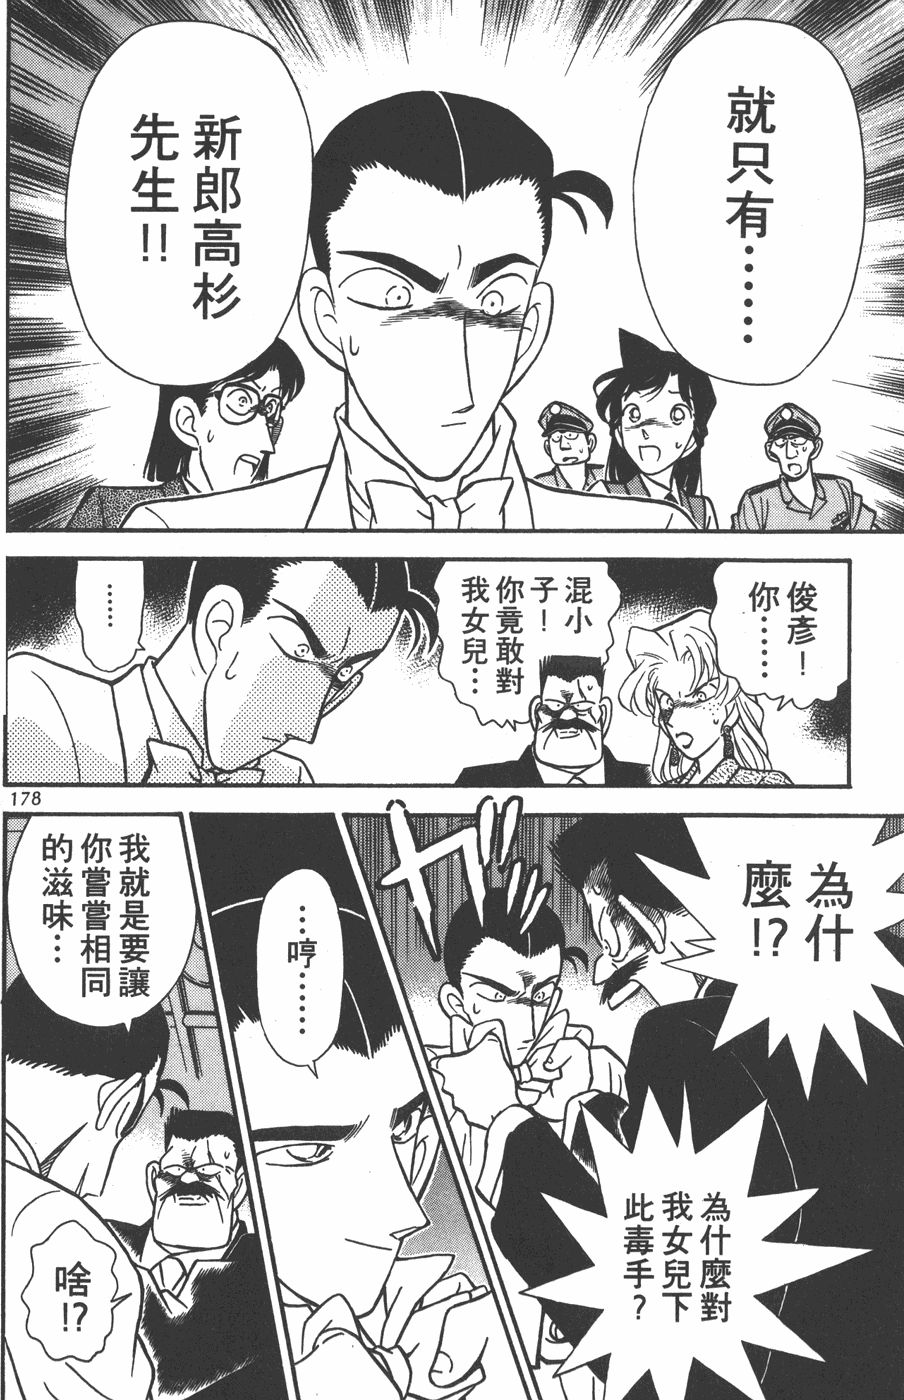 就只有……
新郎高杉
先生!!
俊彥!
你……
混小
子!
你竟敢對
我女兒…
……
178
為什
麼!?
為什麼對
我女兒下
此毒手?
…哼……
我就是要讓
你嘗嘗相同
的滋味…
啥!?